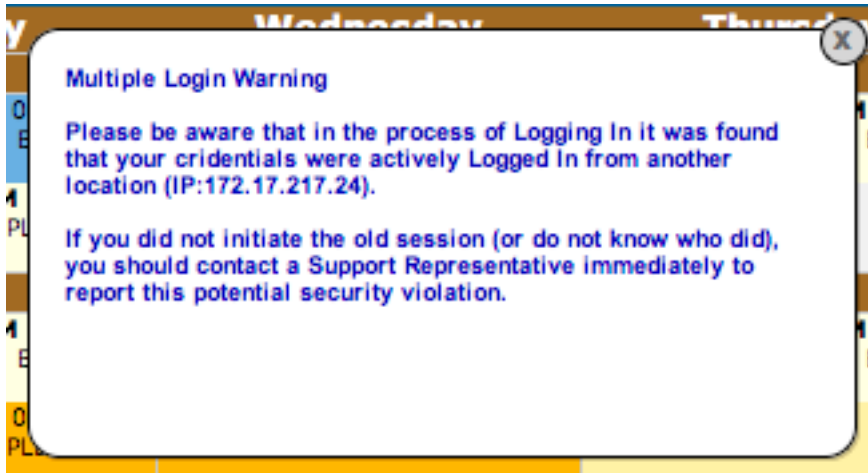 y Wednesday Thursd
X
Multiple Login Warning
Please be aware that in the process of Logging In it was found
that your cridentials were actively Logged In from another
location (IP:172.17.217.24).
If you did not initiate the old session (or do not know who did),
you should contact a Support Representative immediately to
report this potential security violation.